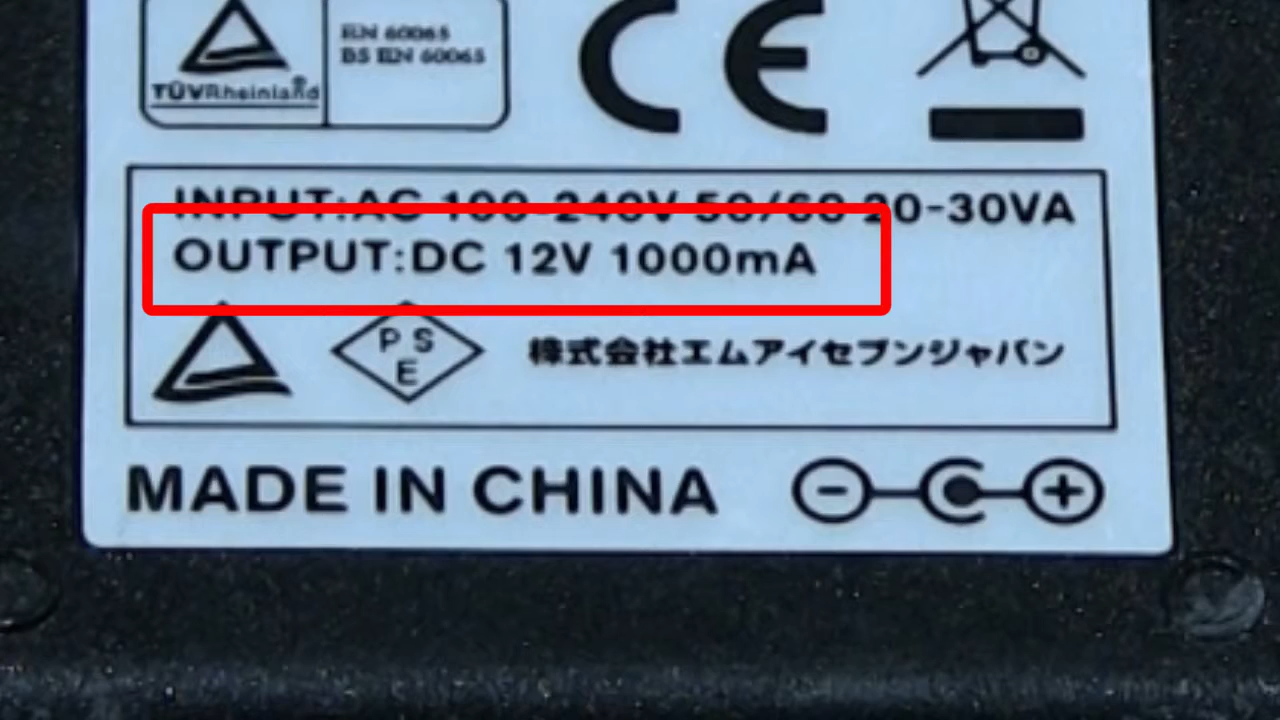 TÜVRheinland
EN 60065
BS EN 60065
CE
INPUT:AC 100-240V 50/60 20-30VA
OUTPUT:DC 12V 1000mA
PSE
株式会社エムアイセブンジャパン
MADE IN CHINA